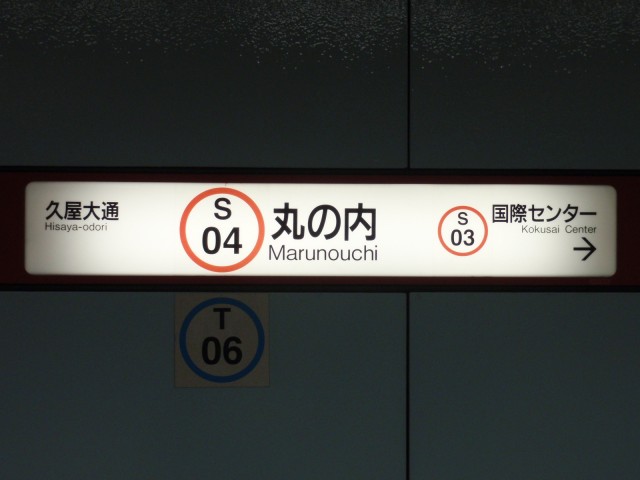 久屋大通
Hisaya-odori
S
04
丸の内
Marunouchi
S
03
国際センター
Kokusai Center
→
T
06